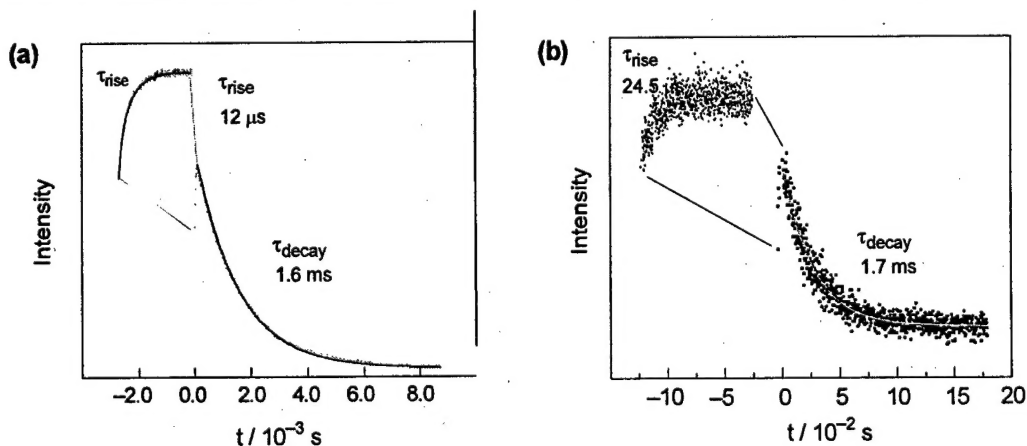 (a)
τrise
τrise
12 μs
τdecay
1.6 ms
Intensity
−2.0 0.0 2.0 4.0 6.0 8.0
t / 10⁻³ s
(b)
τrise
24.5
τdecay
1.7 ms
Intensity
−10 −5 0 5 10 15 20
t / 10⁻² s